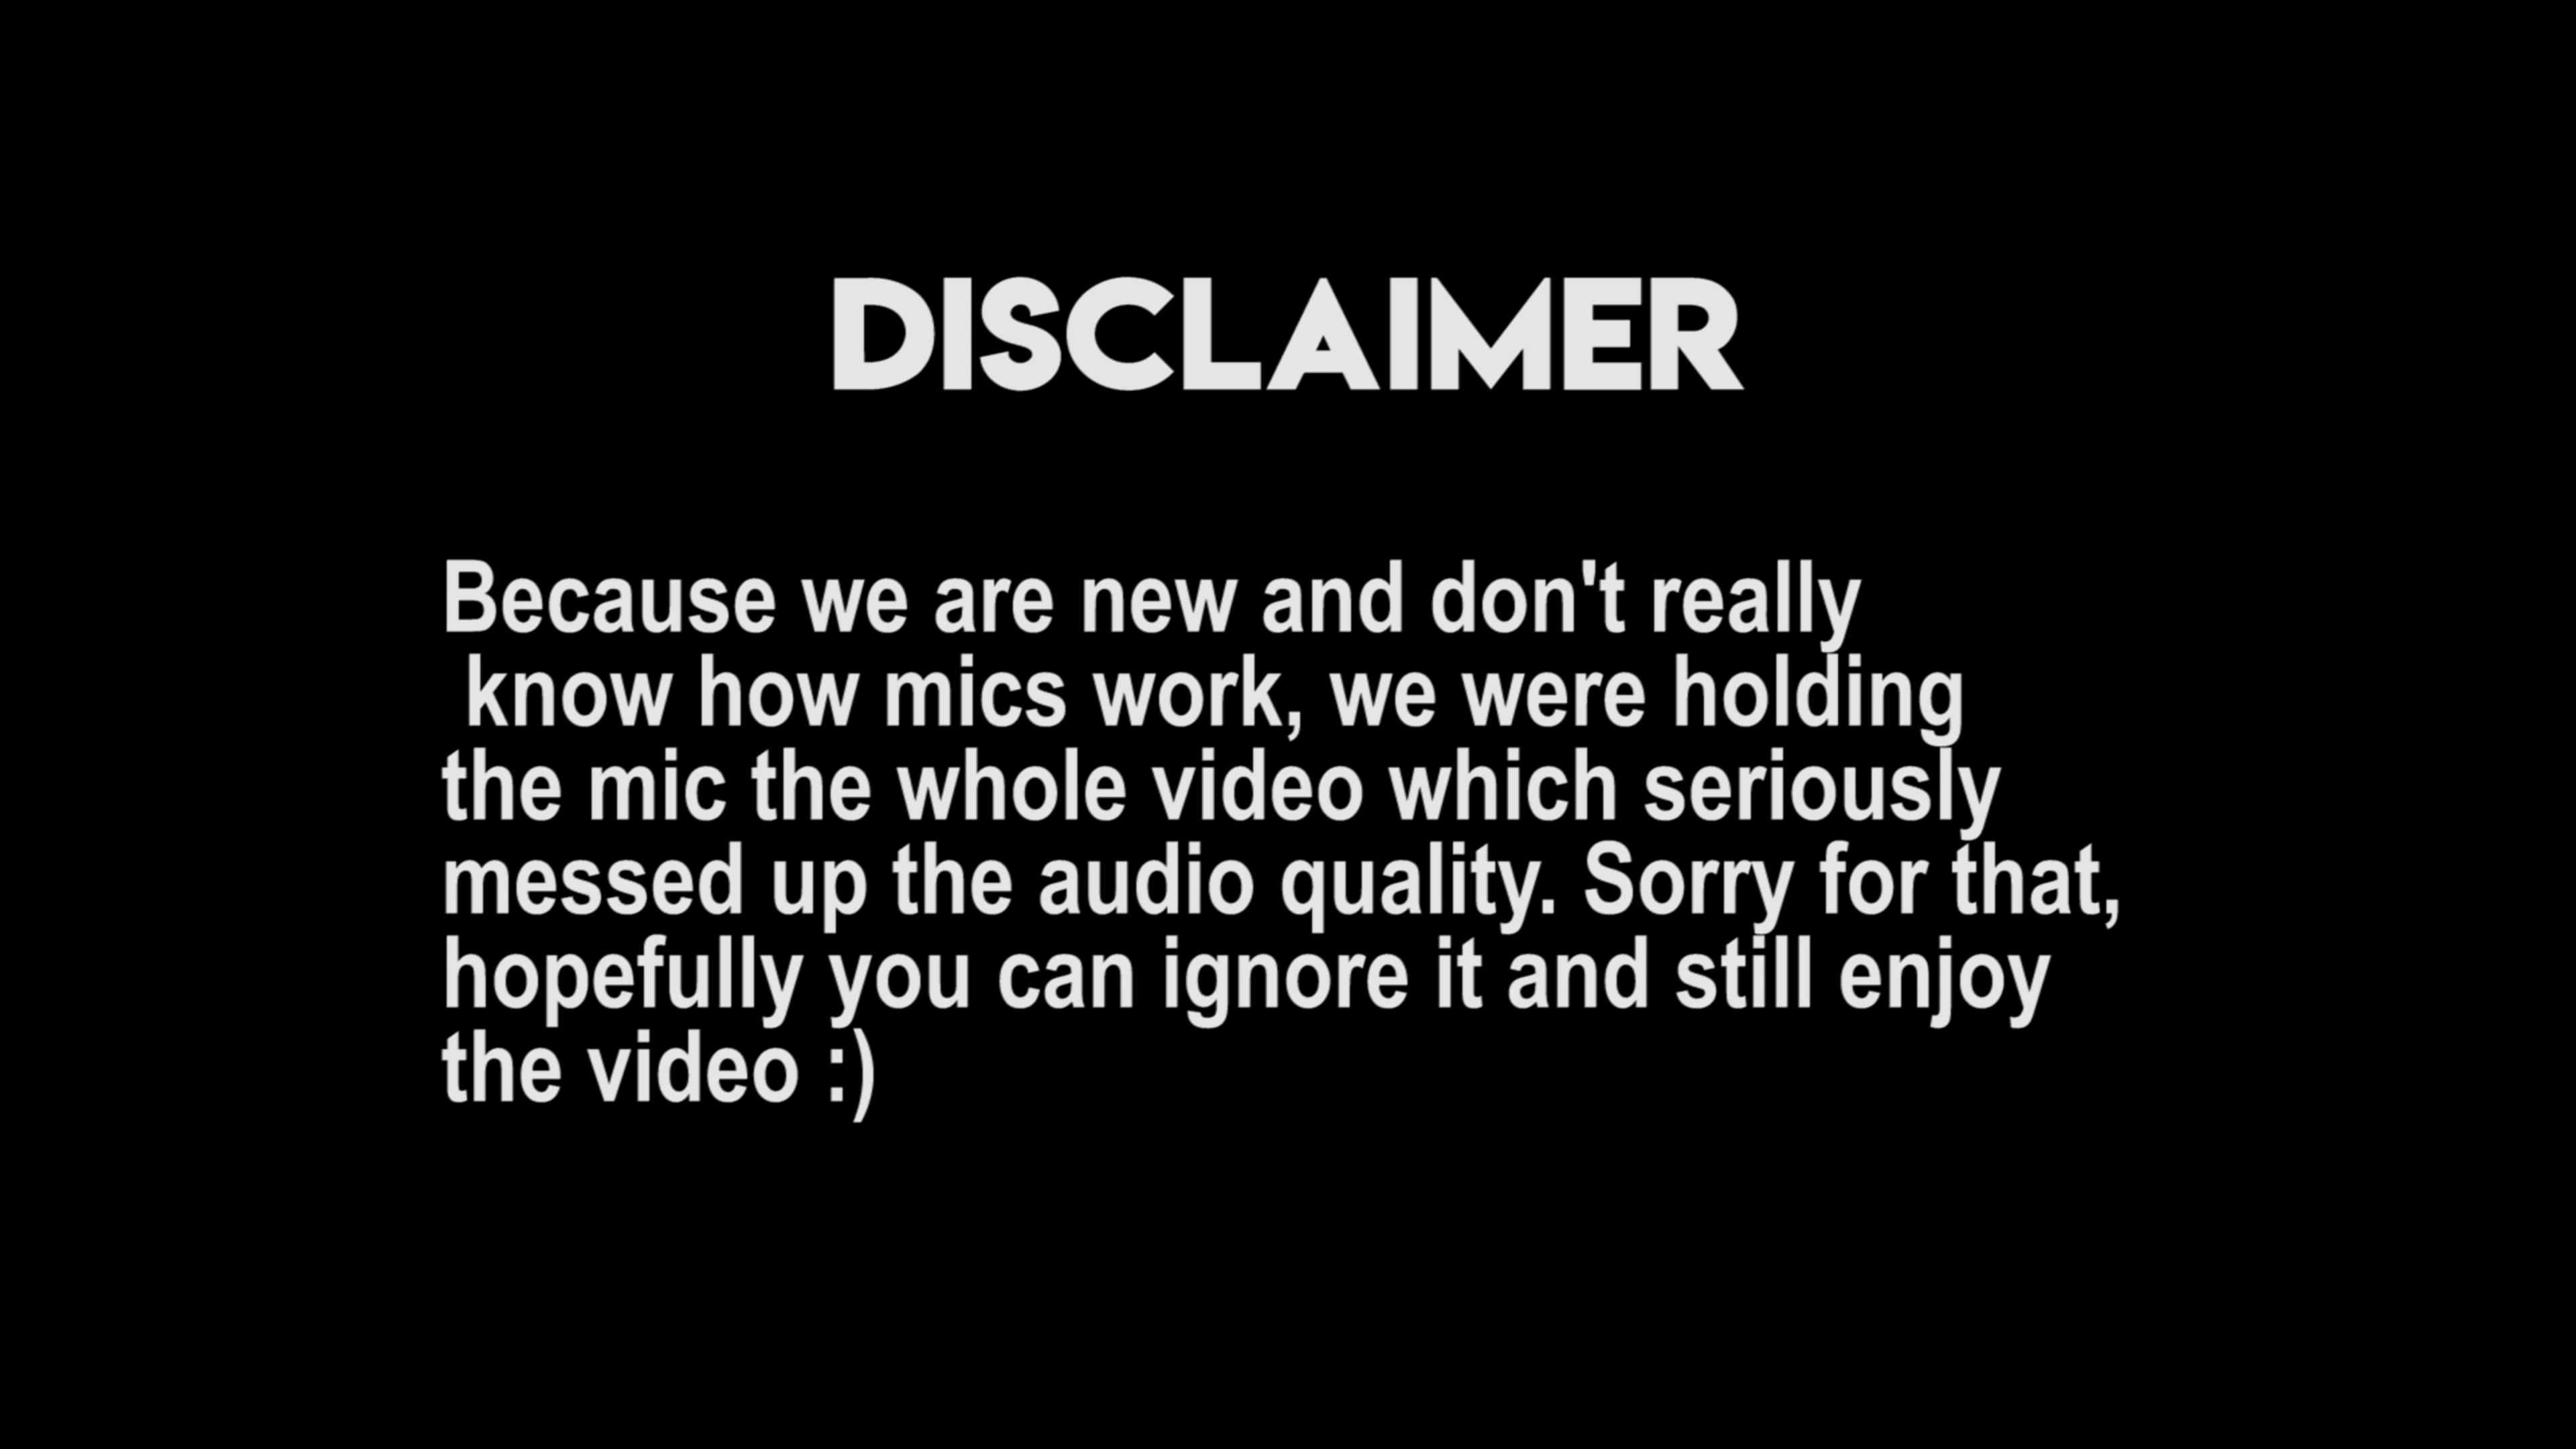 DISCLAIMER
Because we are new and don't really
know how mics work, we were holding
the mic the whole video which seriously
messed up the audio quality. Sorry for that,
hopefully you can ignore it and still enjoy
the video :)